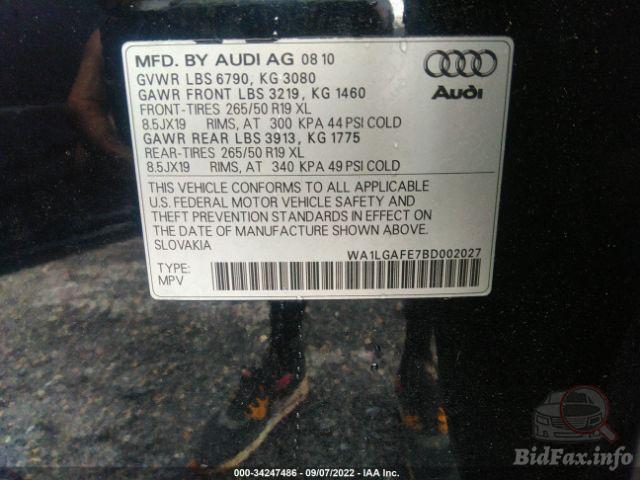 MFD. BY AUDI AG 08 10
GVWR LBS 6790, KG 3080
GAWR FRONT LBS 3219, KG 1460
FRONT-TIRES 265/50 R19 XL
8.5JX19 RIMS, AT 300 KPA 44 PSI COLD
GAWR REAR LBS 3913, KG 1775
REAR-TIRES 265/50 R19 XL
8.5JX19 RIMS, AT 340 KPA 49 PSI COLD
Audi
THIS VEHICLE CONFORMS TO ALL APPLICABLE
U.S. FEDERAL MOTOR VEHICLE SAFETY AND
THEFT PREVENTION STANDARDS IN EFFECT ON
THE DATE OF MANUFACTURE SHOWN ABOVE.
SLOVAKIA
WA1LGAFE7BD002027
TYPE:
MPV
BidFax.info
000-34247486 - 09/07/2022 - IAA Inc.